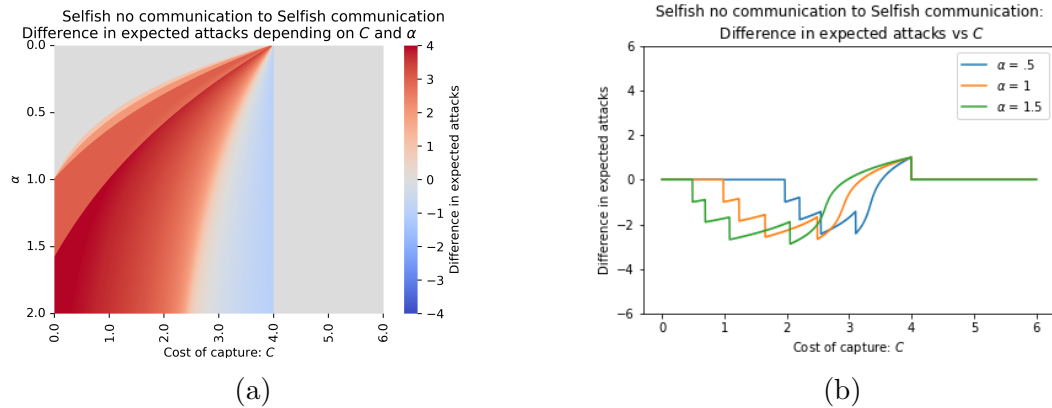 Selfish no communication to Selfish communication
Difference in expected attacks depending on C and α
0.0
0.5
1.0
1.5
2.0
α
0.0
1.0
2.0
3.0
4.0
5.0
6.0
Cost of capture: C
4
3
2
1
0
−1
−2
−3
−4
Difference in expected attacks
(a)
Selfish no communication to Selfish communication:
Difference in expected attacks vs C
6
4
2
0
−2
−4
−6
Difference in expected attacks
α = .5
α = 1
α = 1.5
0 1 2 3 4 5 6
Cost of capture: C
(b)